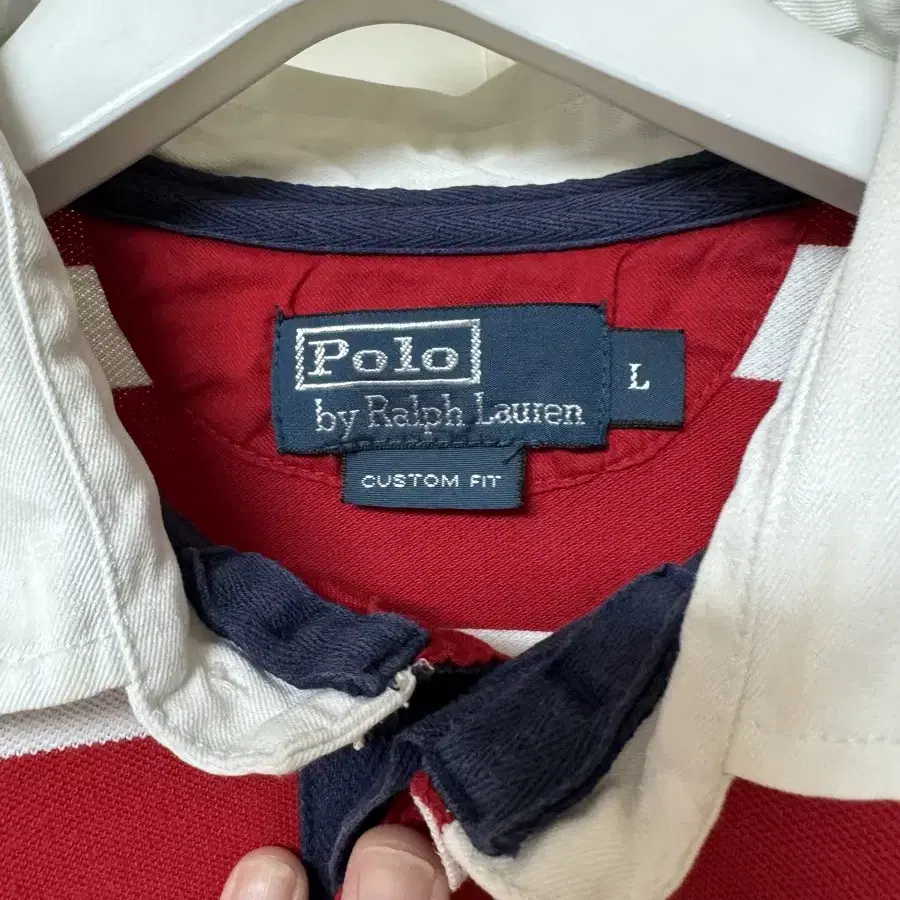 Polo
by Ralph Lauren
L
CUSTOM FIT